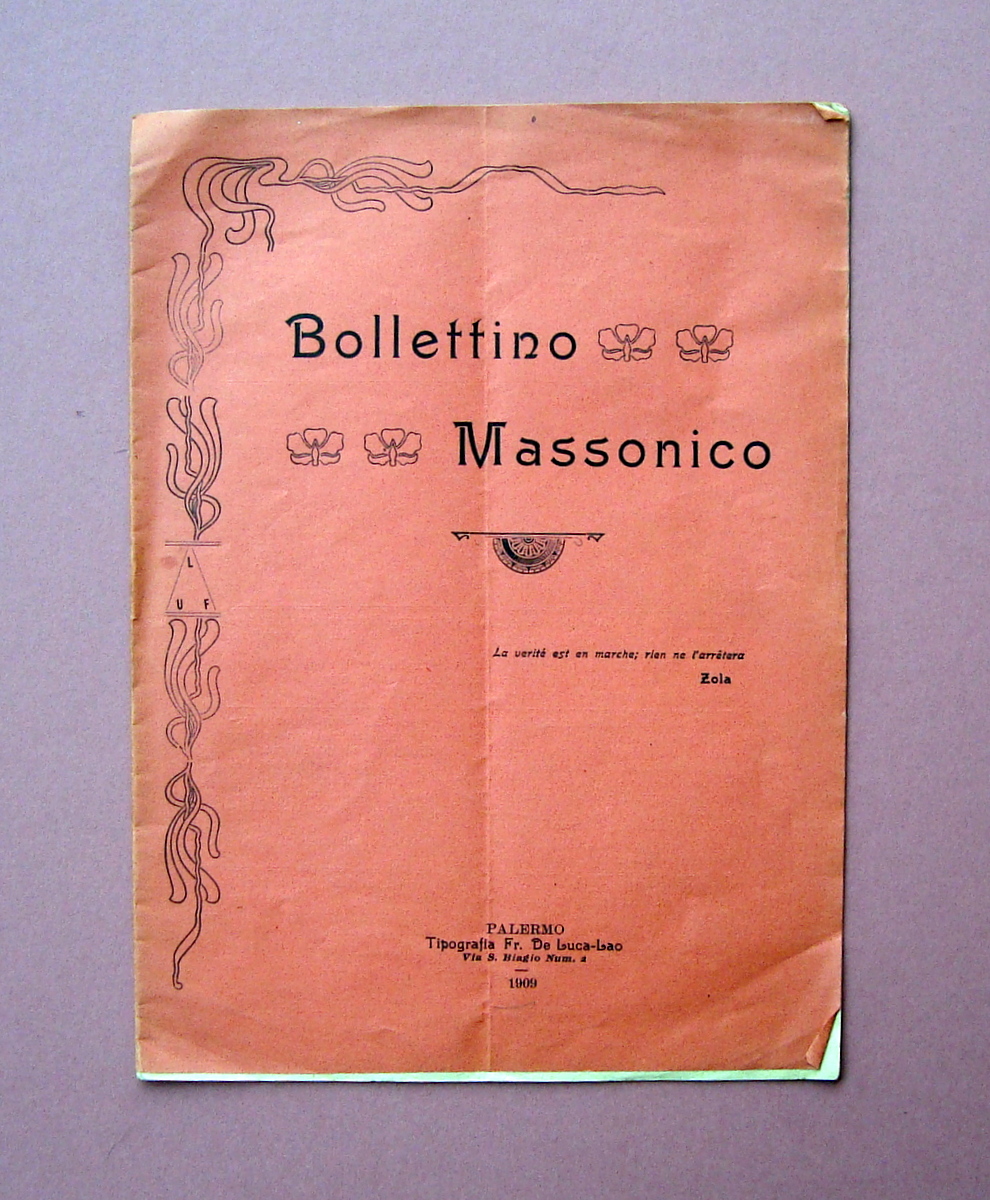 Bollettino
Massonico
L
U F
La verité est en marche; rien ne l'arrêtera
Zola
PALERMO
Tipografia Fr. De Luca-Lao
Via S. Biagio Num.
1909